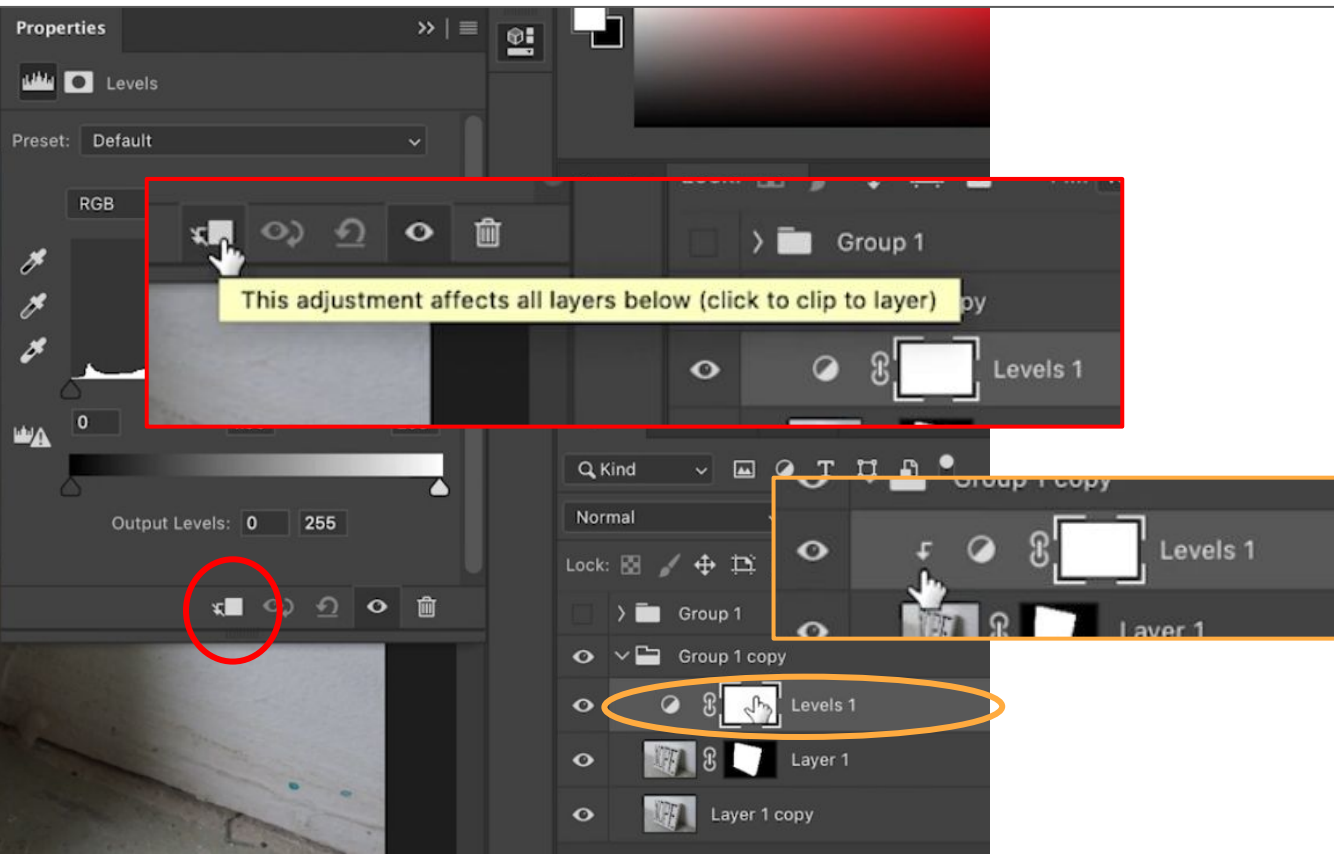 Properties
Levels
Preset: Default
RGB
Group 1
This adjustment affects all layers below (click to clip to layer)
py
Levels 1
0
Output Levels: 0 255
Kind
Normal
Group 1 copy
Levels 1
Layer 1
Lock:
Group 1
Group 1 copy
Levels 1
Layer 1
Layer 1 copy